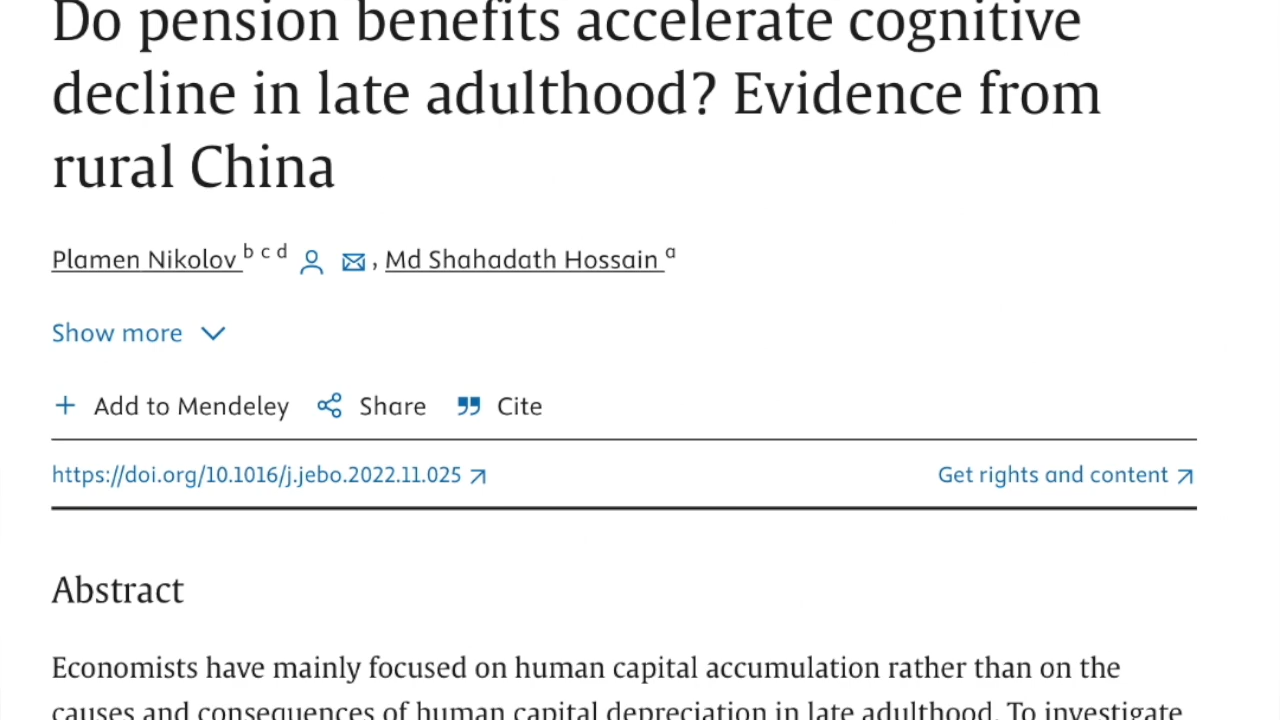 Do pension benefits accelerate cognitive
decline in late adulthood? Evidence from
rural China
Plamen Nikolov b c d , Md Shahadath Hossain a
Show more
Add to Mendeley Share Cite
https://doi.org/10.1016/j.jebo.2022.11.025 Get rights and content
Abstract
Economists have mainly focused on human capital accumulation rather than on the
causes and consequences of human capital depreciation in late adulthood. To investigate